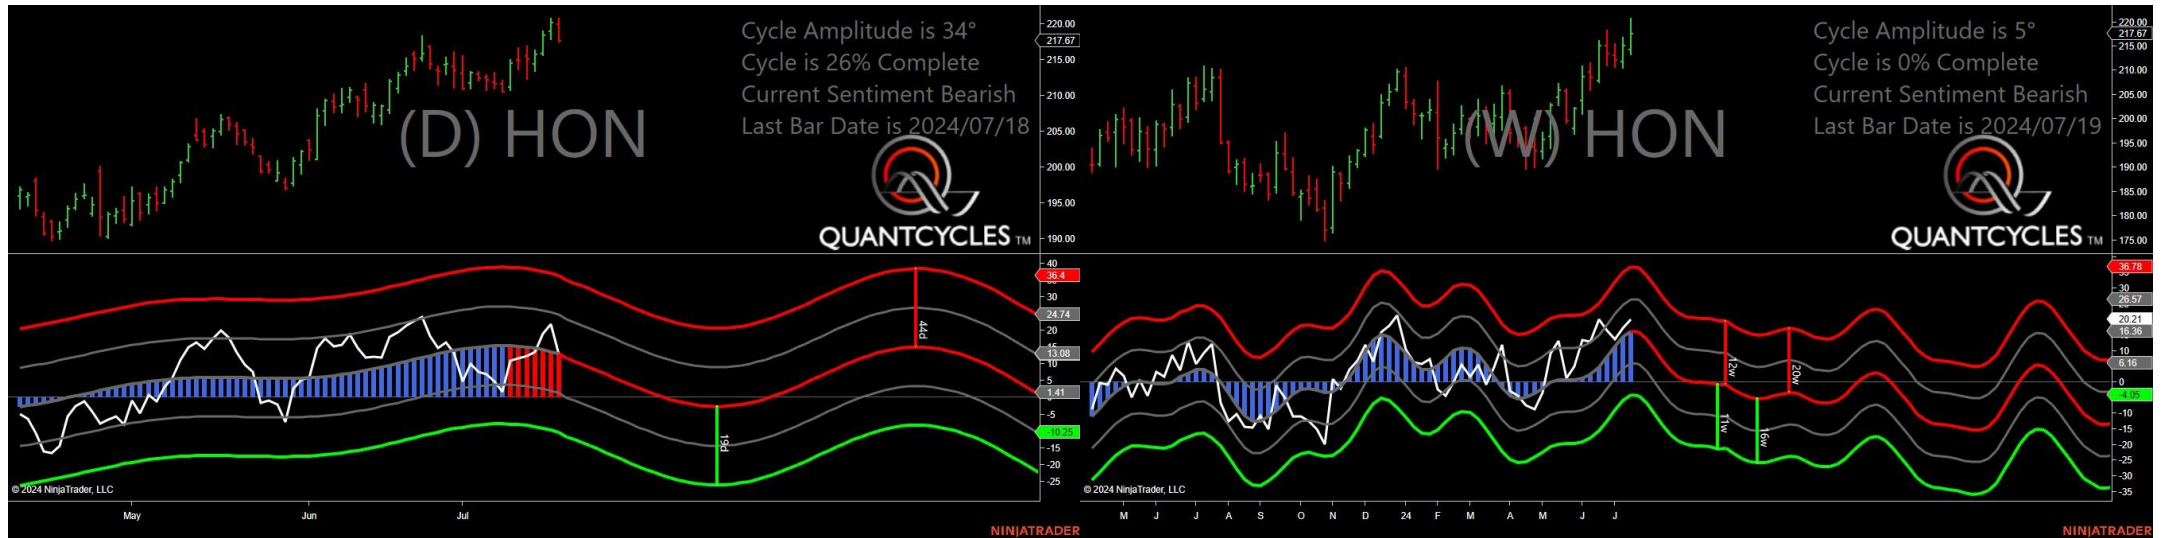 Cycle Amplitude is 34°
Cycle is 26% Complete
Current Sentiment Bearish
Last Bar Date is 2024/07/18
(D) HON
QUANTCYCLES TM
220.00
217.67
215.00
210.00
205.00
200.00
195.00
190.00
40
36.4
30
24.74
20
13.08
10
5
1.41
-5
-10.25
-15
-20
-25
44d
19d
© 2024 NinjaTrader, LLC
May Jun Jul
NINJATRADER
Cycle Amplitude is 5°
Cycle is 0% Complete
Current Sentiment Bearish
Last Bar Date is 2024/07/19
(W) HON
QUANTCYCLES TM
220.00
217.67
215.00
210.00
205.00
200.00
195.00
190.00
185.00
180.00
175.00
36.78
30
26.57
20.21
16.36
10
6.16
0
-4.05
-10
-15
-20
-25
-30
-35
12w
20w
11w
16w
© 2024 NinjaTrader, LLC
M J J A S O N D 24 F M A M J J
NINJATRADER